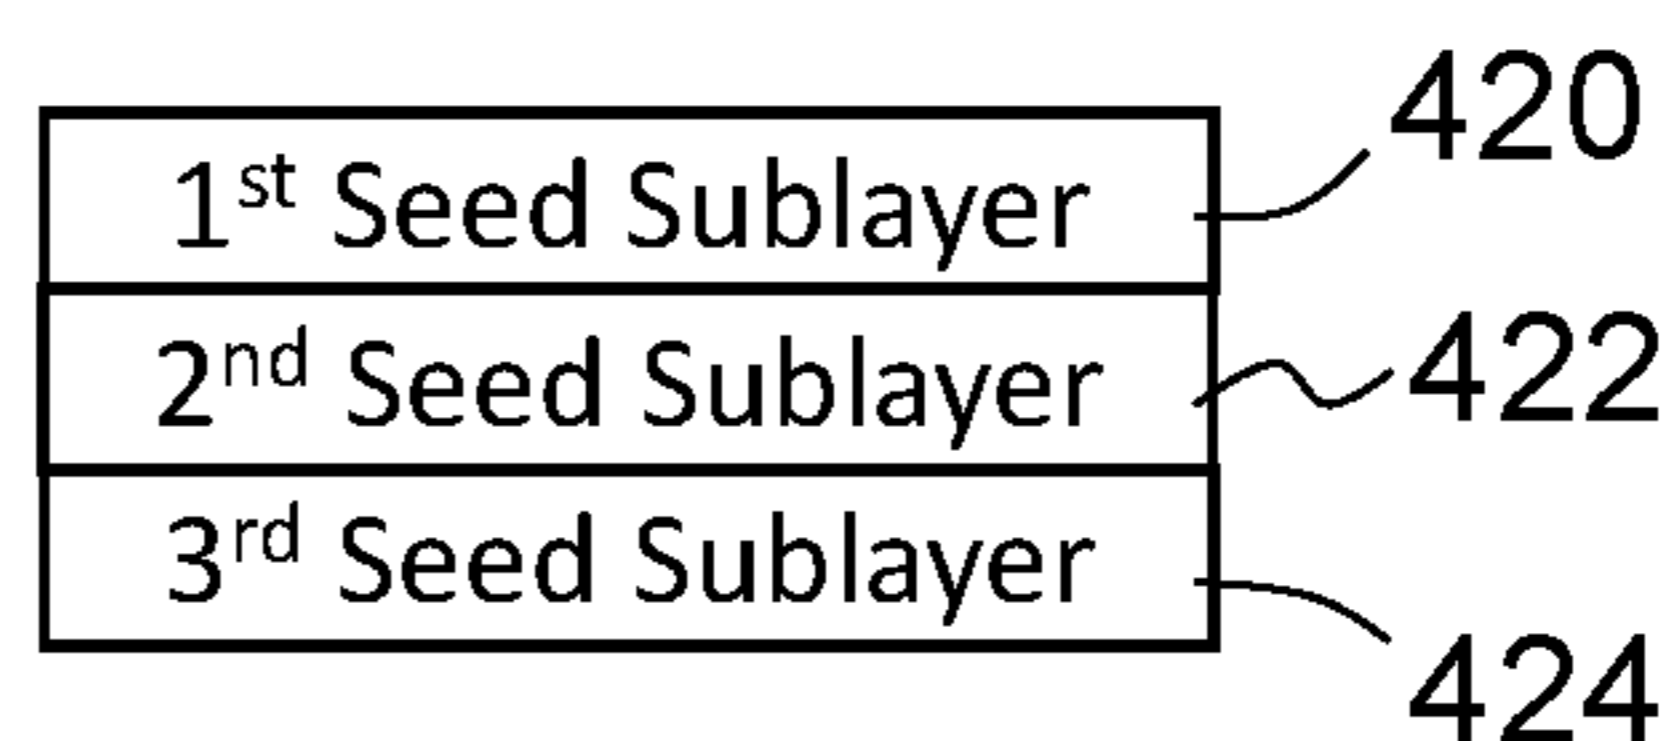 420
1st Seed Sublayer
2nd Seed Sublayer
422
3rd Seed Sublayer
424